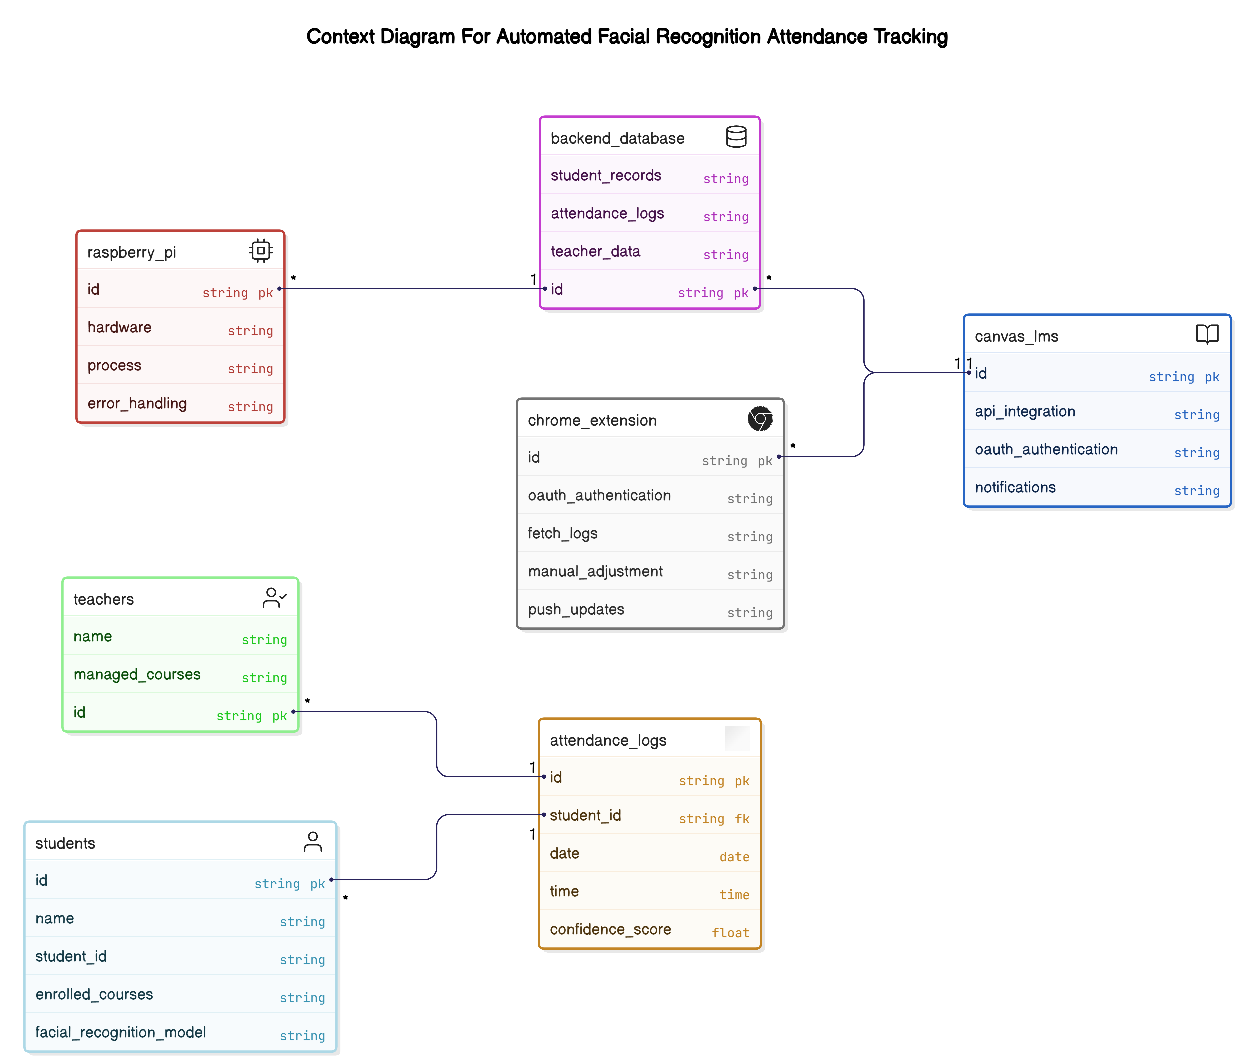 Context Diagram For Automated Facial Recognition Attendance Tracking
backend_database
student_records string
attendance_logs string
teacher_data string
1 id string pk *
raspberry_pi
id string pk *
hardware string
process string
error_handling string
canvas_lms
1 1 id string pk
api_integration string
oauth_authentication string
notifications string
chrome_extension
id string pk *
oauth_authentication string
fetch_logs string
manual_adjustment string
push_updates string
teachers
name string
managed_courses string
id string pk *
attendance_logs
1 id string pk
student_id string fk
1
date date
time time
confidence_score float
students
id string pk
*
name string
student_id string
enrolled_courses string
facial_recognition_model string